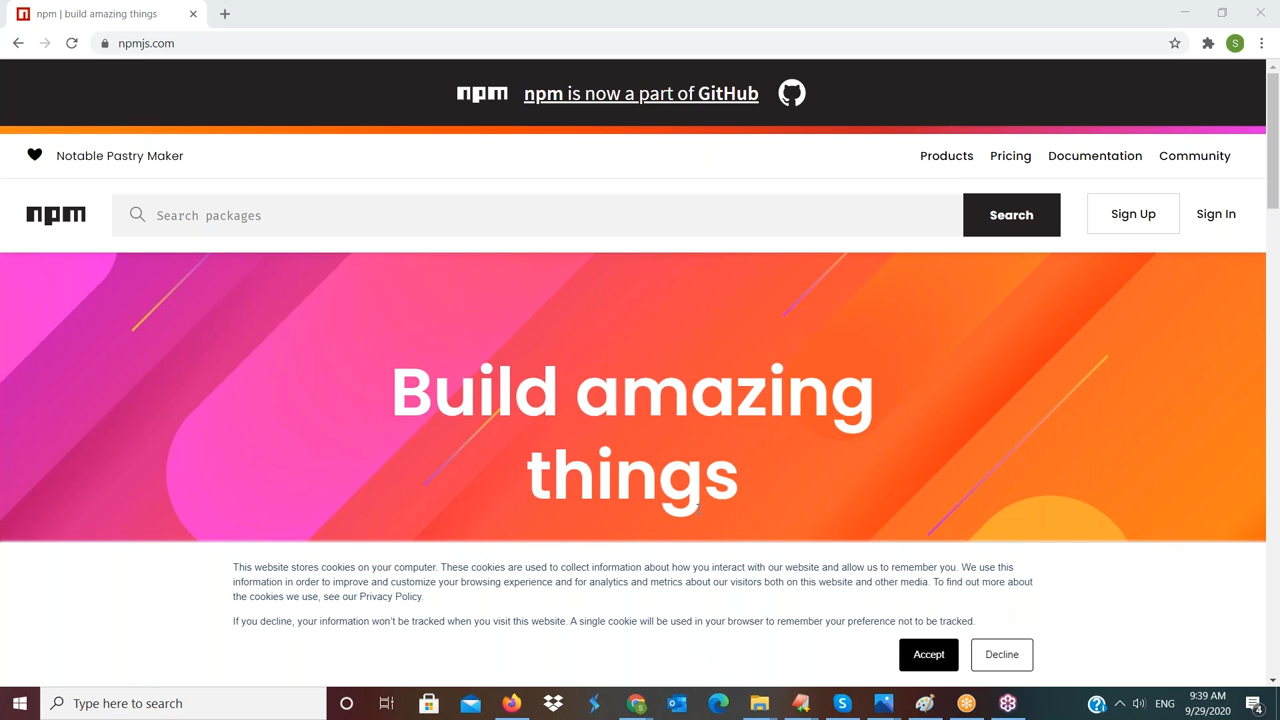 npm | build amazing things
npmjs.com
S
npm npm is now a part of GitHub
Notable Pastry Maker
Products Pricing Documentation Community
npm Search packages Search Sign Up Sign In
Build amazing
things
This website stores cookies on your computer. These cookies are used to collect information about how you interact with our website and allow us to remember you. We use this
information in order to improve and customize your browsing experience and for analytics and metrics about our visitors both on this website and other media. To find out more about
the cookies we use, see our Privacy Policy.
If you decline, your information won't be tracked when you visit this website. A single cookie will be used in your browser to remember your preference not to be tracked.
Accept Decline
Type here to search
ENG
9:39 AM
9/29/2020
4